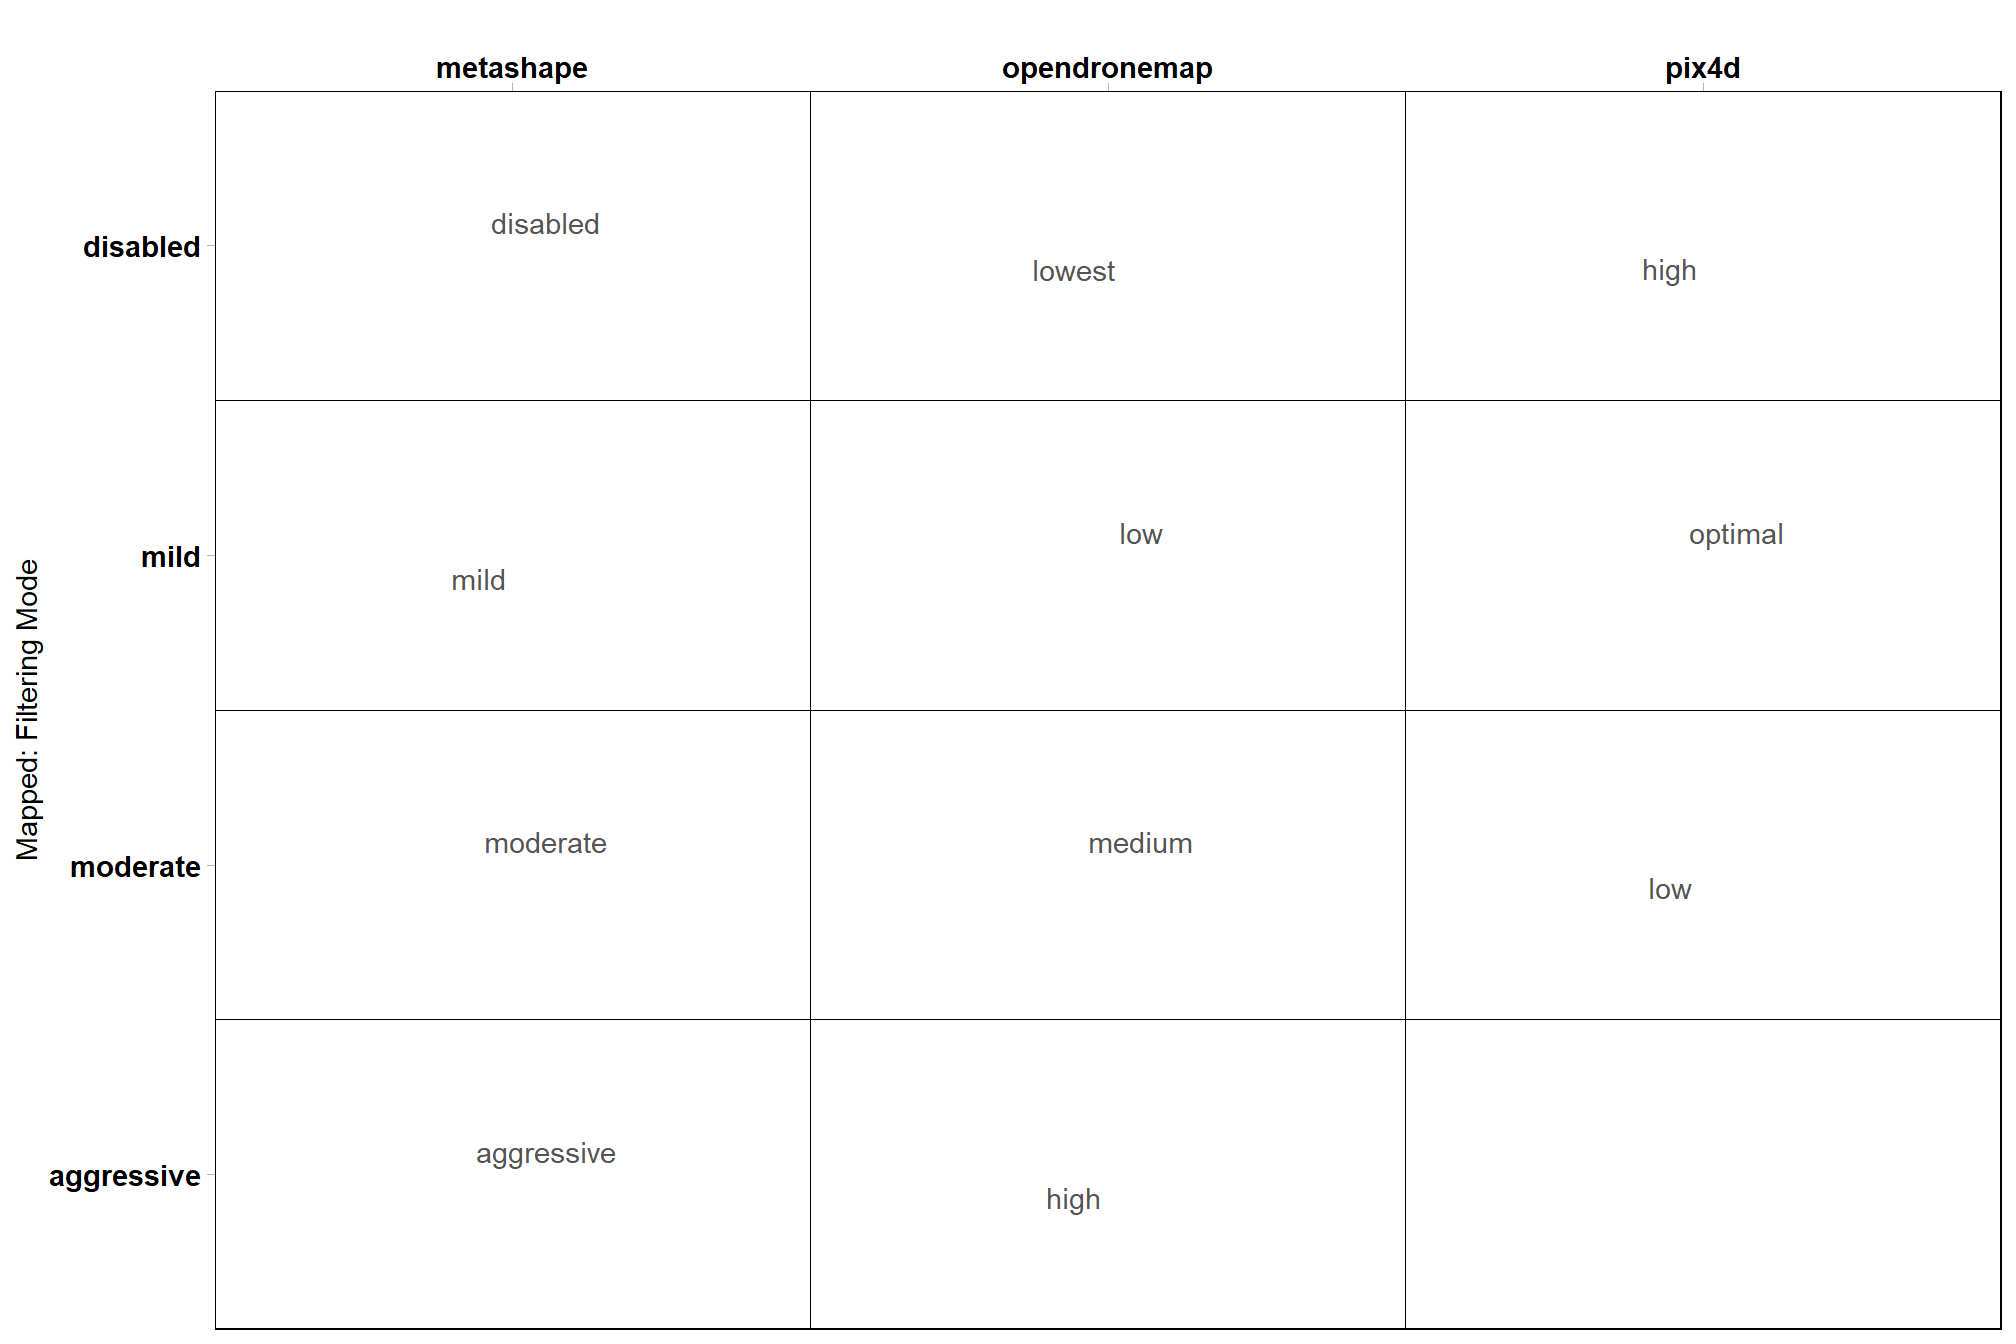 metashape opendronemap pix4d
Mapped: Filtering Mode
disabled disabled lowest high
mild mild low optimal
moderate moderate medium low
aggressive aggressive high